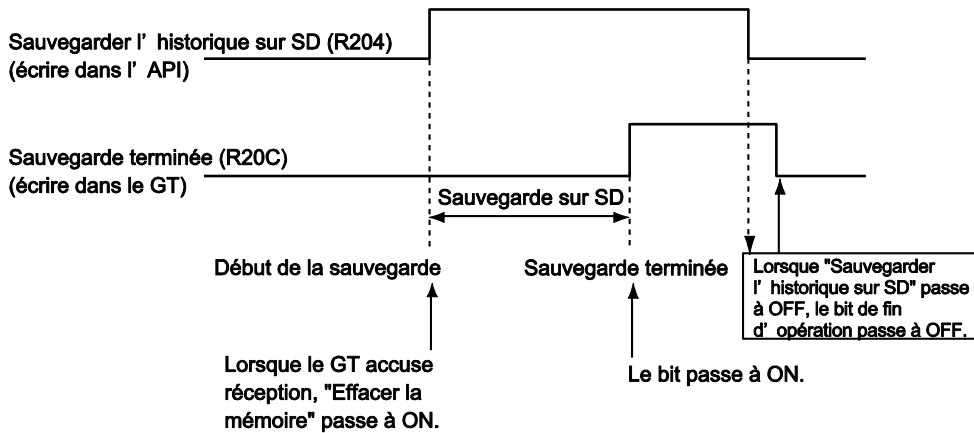 Sauvegarder l' historique sur SD (R204)
(écrire dans l' API)
Sauvegarde terminée (R20C)
(écrire dans le GT)
Sauvegarde sur SD
Début de la sauvegarde
Sauvegarde terminée
Lorsque "Sauvegarder
l' historique sur SD" passe
à OFF, le bit de fin
d' opération passe à OFF.
Lorsque le GT accuse
réception, "Effacer la
mémoire" passe à ON.
Le bit passe à ON.